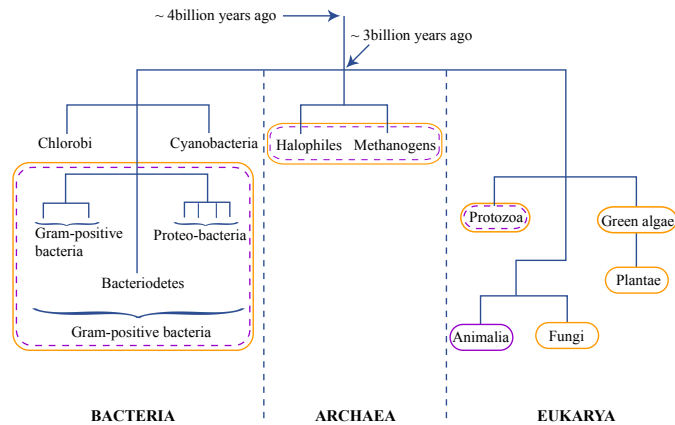 ~ 4billion years ago
~ 3billion years ago
Chlorobi
Cyanobacteria
Halophiles
Methanogens
Gram-positive
bacteria
Proteo-bacteria
Protozoa
Green algae
Bacteriodetes
Plantae
Gram-positive bacteria
Animalia
Fungi
BACTERIA
ARCHAEA
EUKARYA